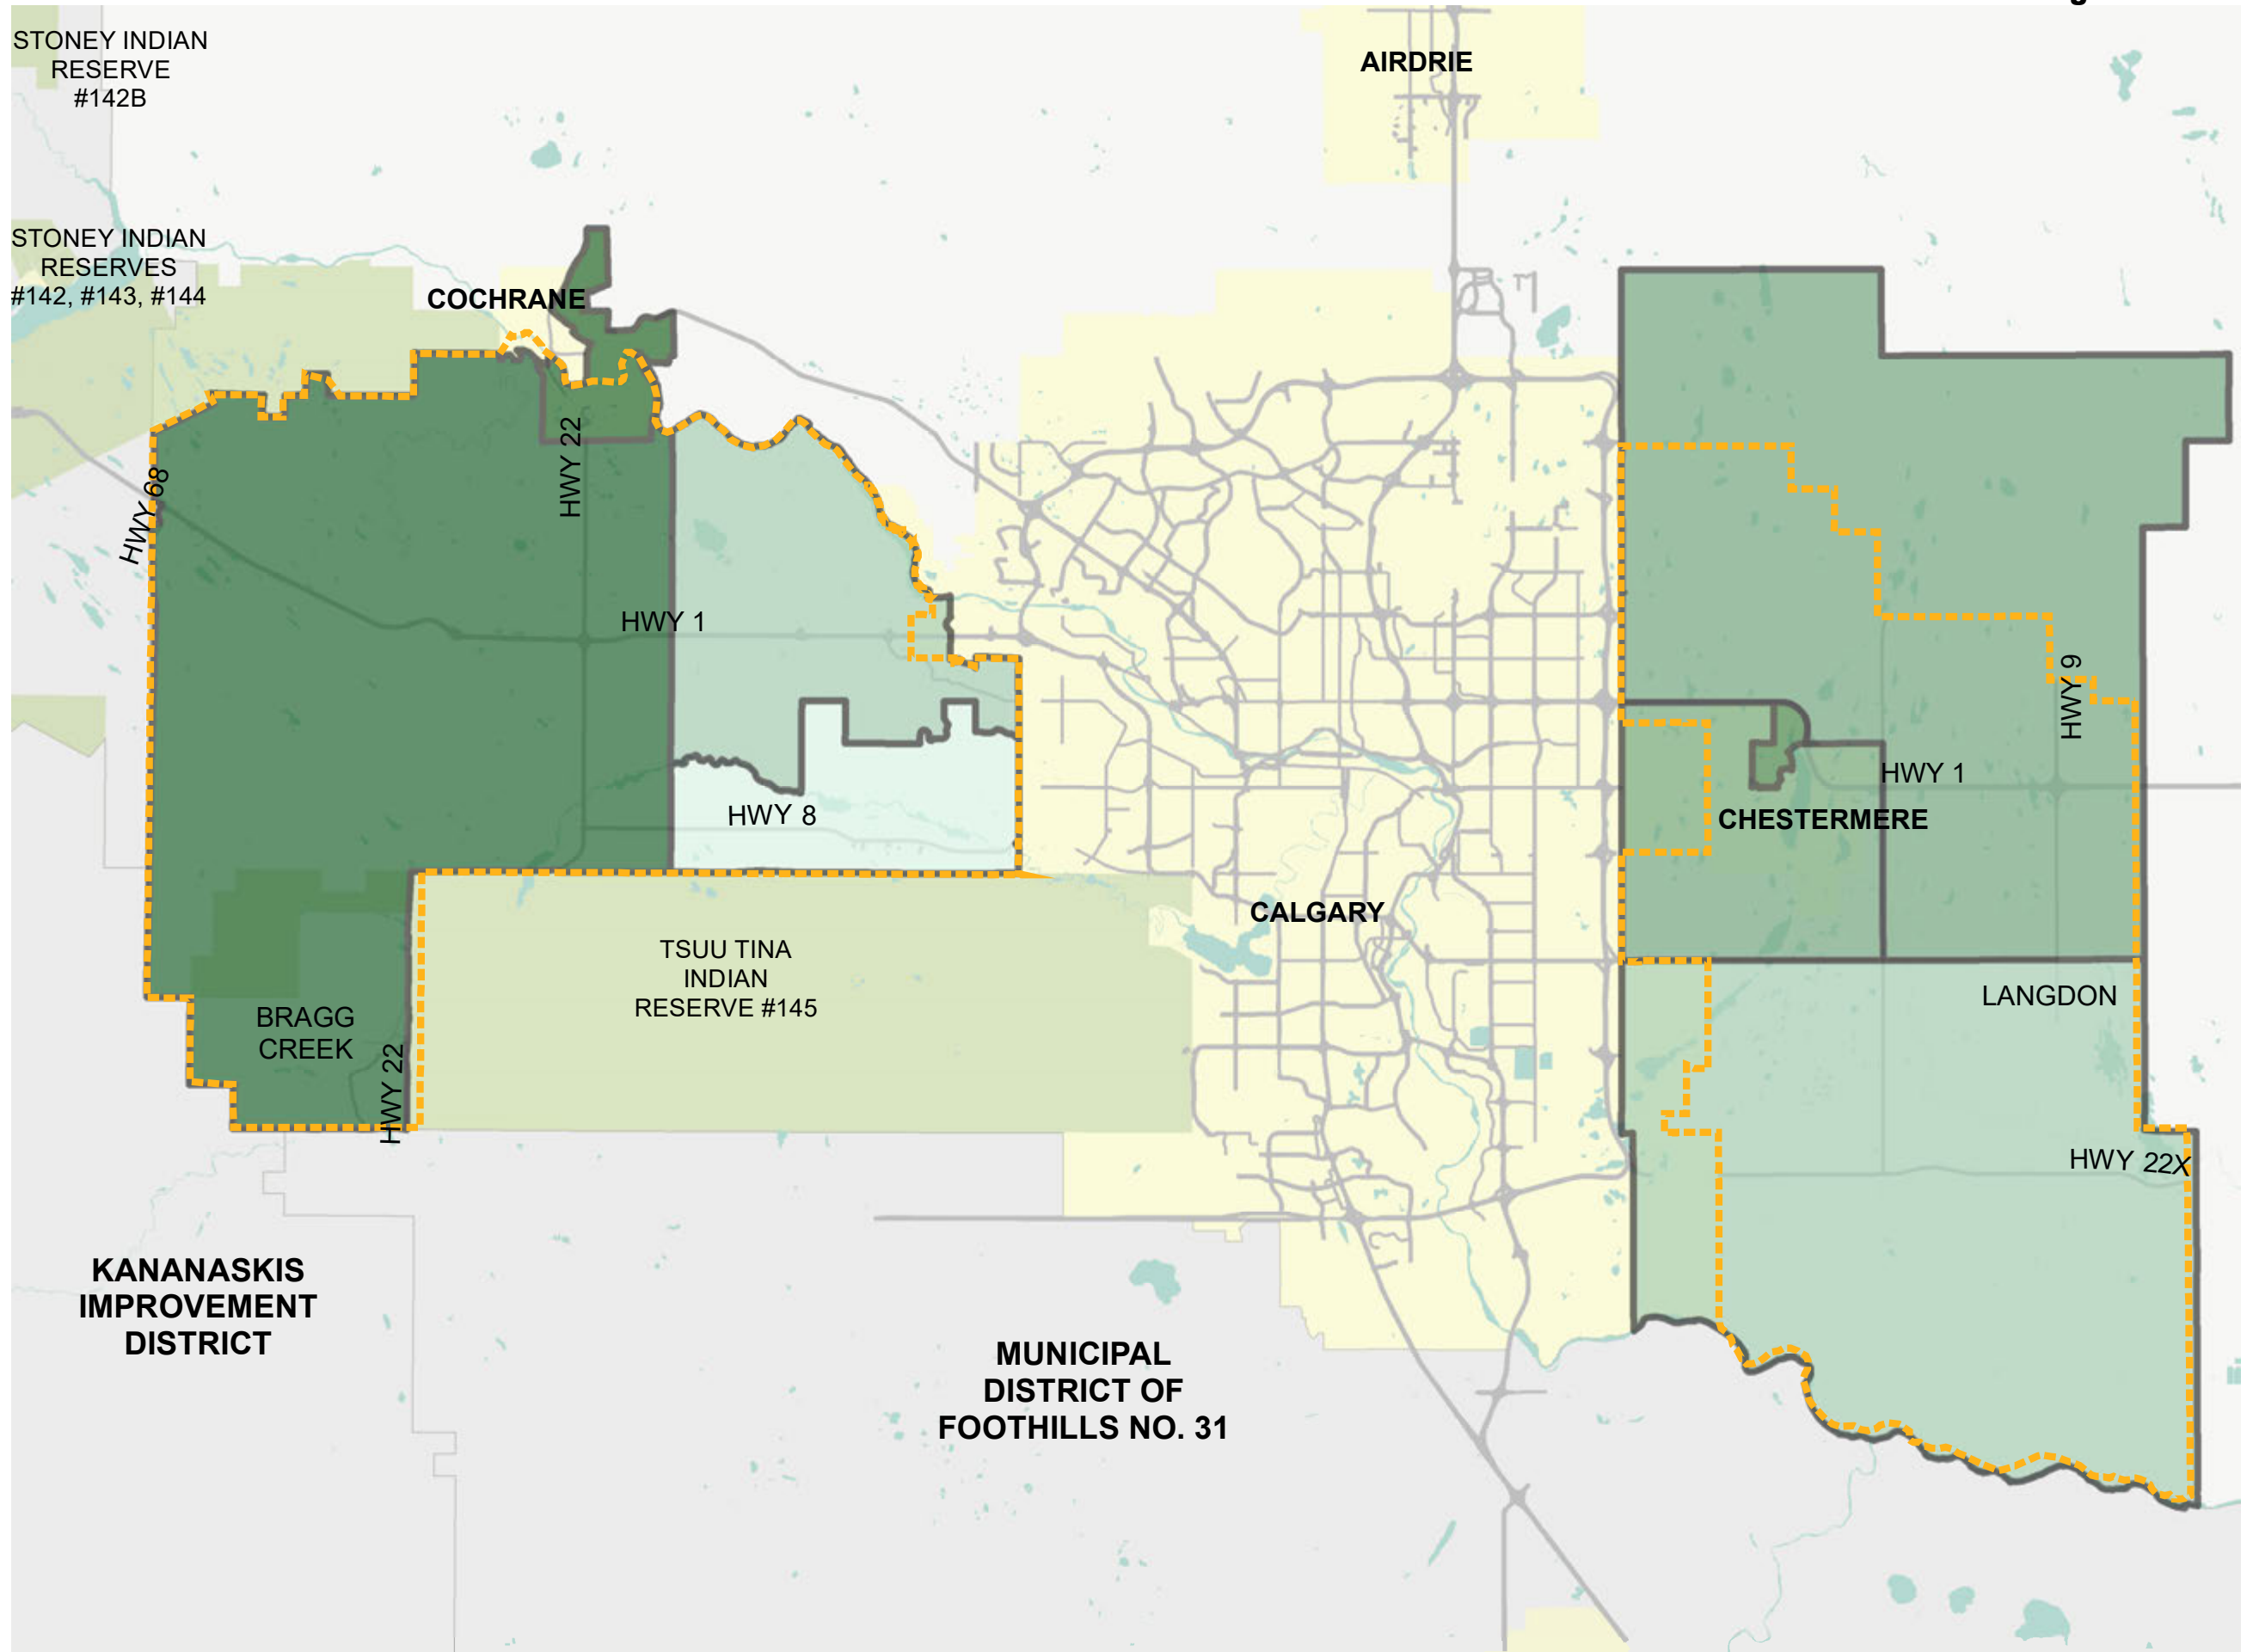 STONEY INDIAN
RESERVE
#142B
AIRDRIE
STONEY INDIAN
RESERVES
#142, #143, #144
COCHRANE
HWY 68
HWY 22
HWY 1
HWY 9
HWY 1
HWY 8
CHESTERMERE
CALGARY
TSUU TINA
INDIAN
RESERVE #145
LANGDON
BRAGG
CREEK
HWY 22
HWY 22X
KANANASKIS
IMPROVEMENT
DISTRICT
MUNICIPAL
DISTRICT OF
FOOTHILLS NO. 31